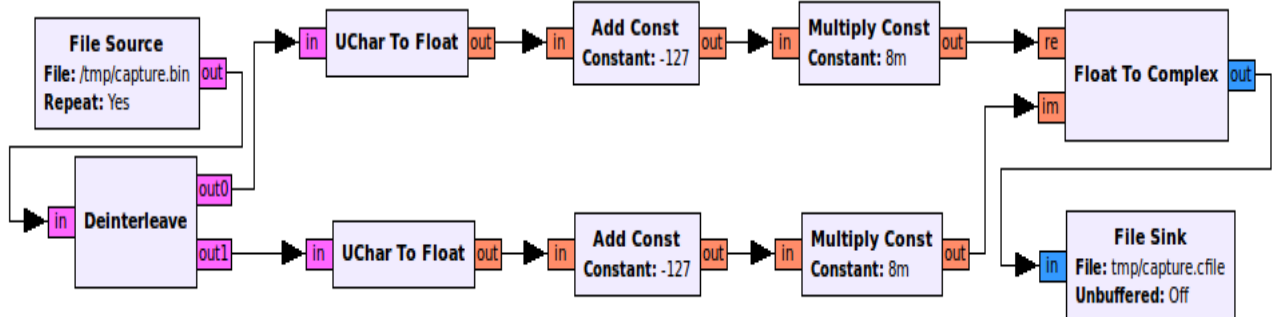 File Source
File: /tmp/capture.bin
Repeat: Yes
out
in
UChar To Float
out
in
Add Const
Constant: -127
out
in
Multiply Const
Constant: 8m
out
re
im
Float To Complex
out
in
Deinterleave
out0
out1
in
UChar To Float
out
in
Add Const
Constant: -127
out
in
Multiply Const
Constant: 8m
out
in
File Sink
File: tmp/capture.cfile
Unbuffered: Off